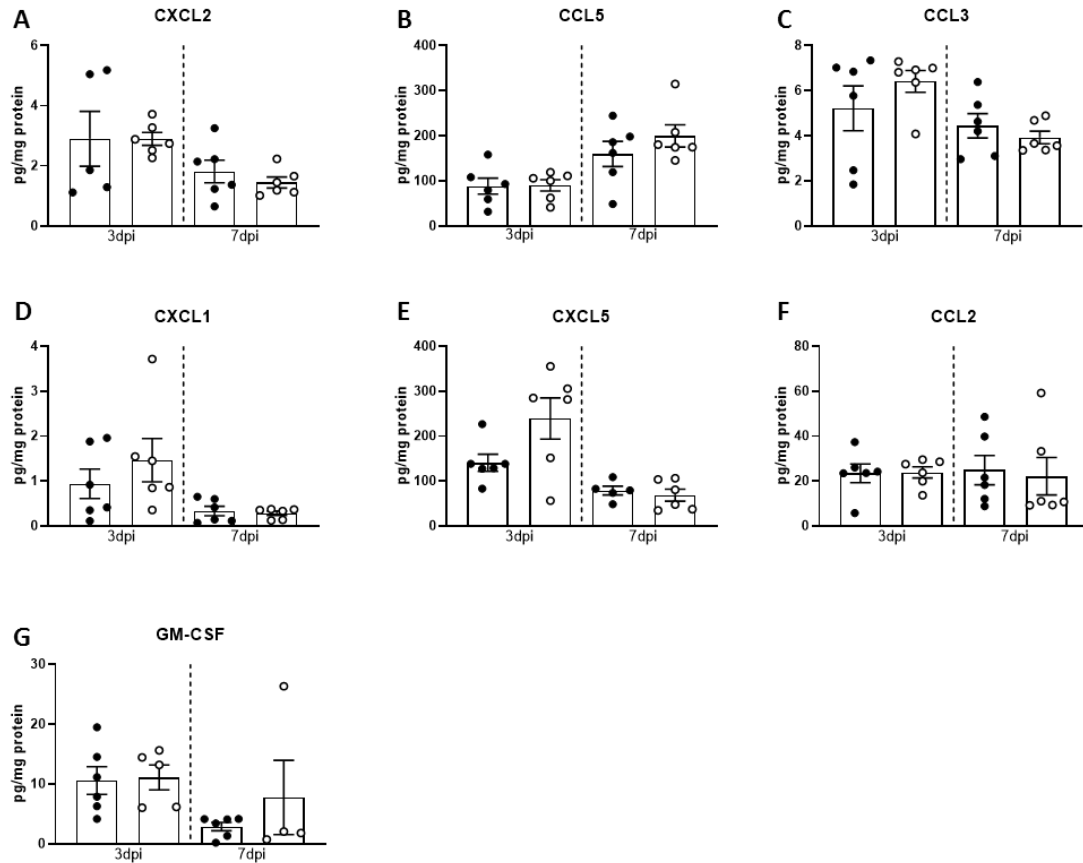 A
CXCL2
pg/mg protein
6
4
2
0
3dpi
7dpi
B
CCL5
pg/mg protein
400
300
200
100
0
3dpi
7dpi
C
CCL3
pg/mg protein
8
6
4
2
0
3dpi
7dpi
D
CXCL1
pg/mg protein
4
3
2
1
0
3dpi
7dpi
E
CXCL5
pg/mg protein
400
300
200
100
0
3dpi
7dpi
F
CCL2
pg/mg protein
80
60
40
20
0
3dpi
7dpi
G
GM-CSF
pg/mg protein
30
20
10
0
3dpi
7dpi